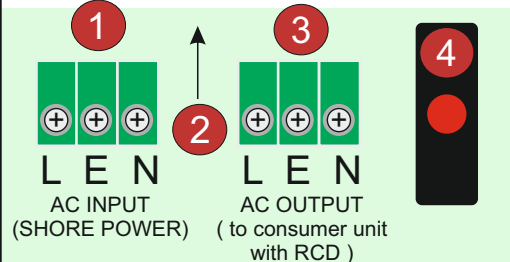 1
3
4
2
L E N
L E N
AC INPUT
(SHORE POWER)
AC OUTPUT
( to consumer unit
with RCD )